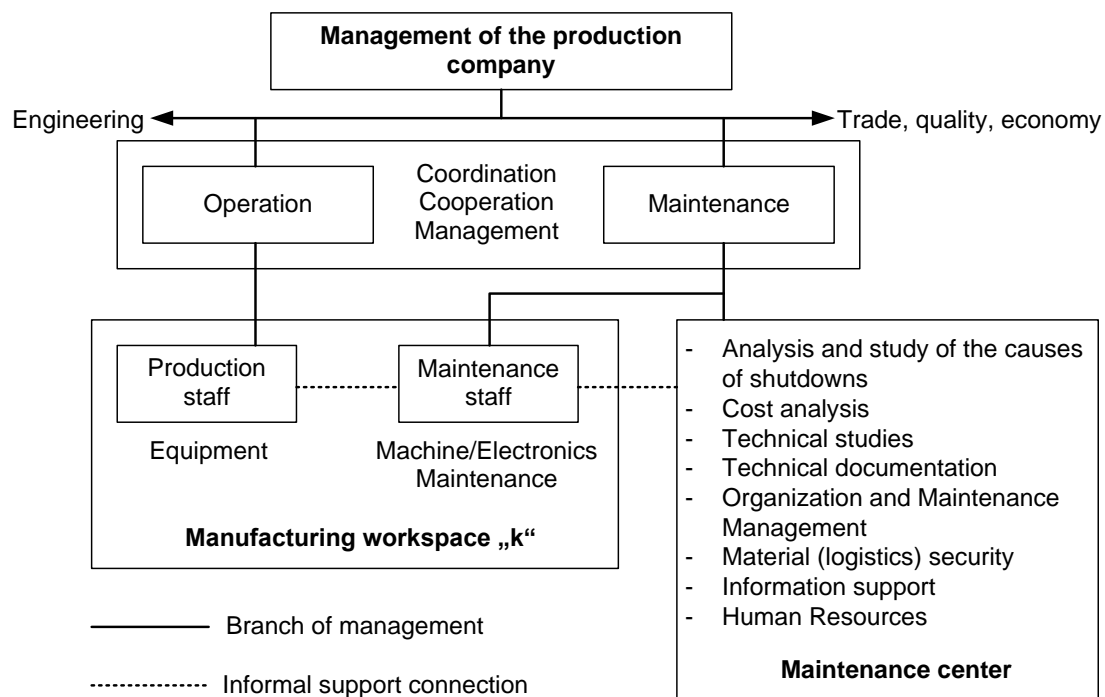 Management of the production
company
Engineering
Trade, quality, economy
Operation
Coordination
Cooperation
Management
Maintenance
Production
staff
Maintenance
staff
Equipment
Machine/Electronics
Maintenance
Manufacturing workspace „k“
- Analysis and study of the causes
of shutdowns
- Cost analysis
- Technical studies
- Technical documentation
- Organization and Maintenance
Management
- Material (logistics) security
- Information support
- Human Resources
Maintenance center
Branch of management
Informal support connection